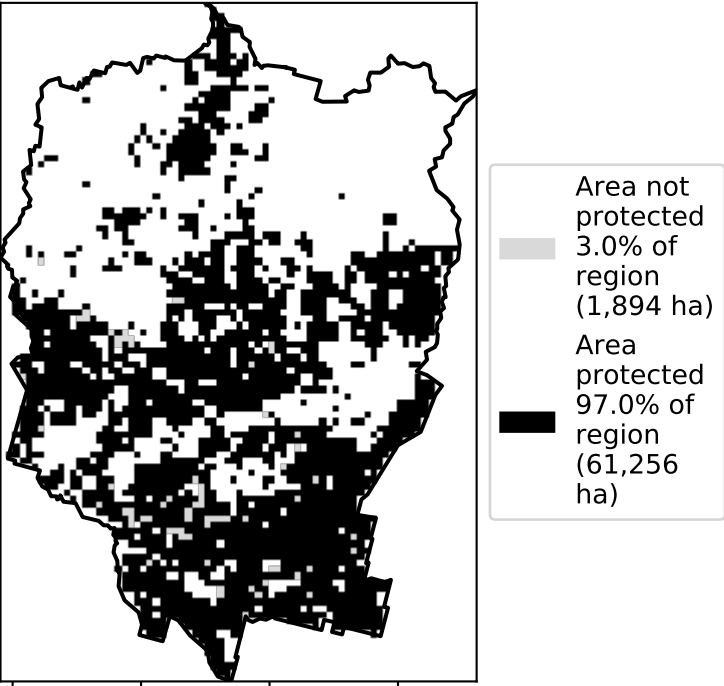 Area not
protected
3.0% of
region
(1,894 ha)
Area
protected
97.0% of
region
(61,256
ha)